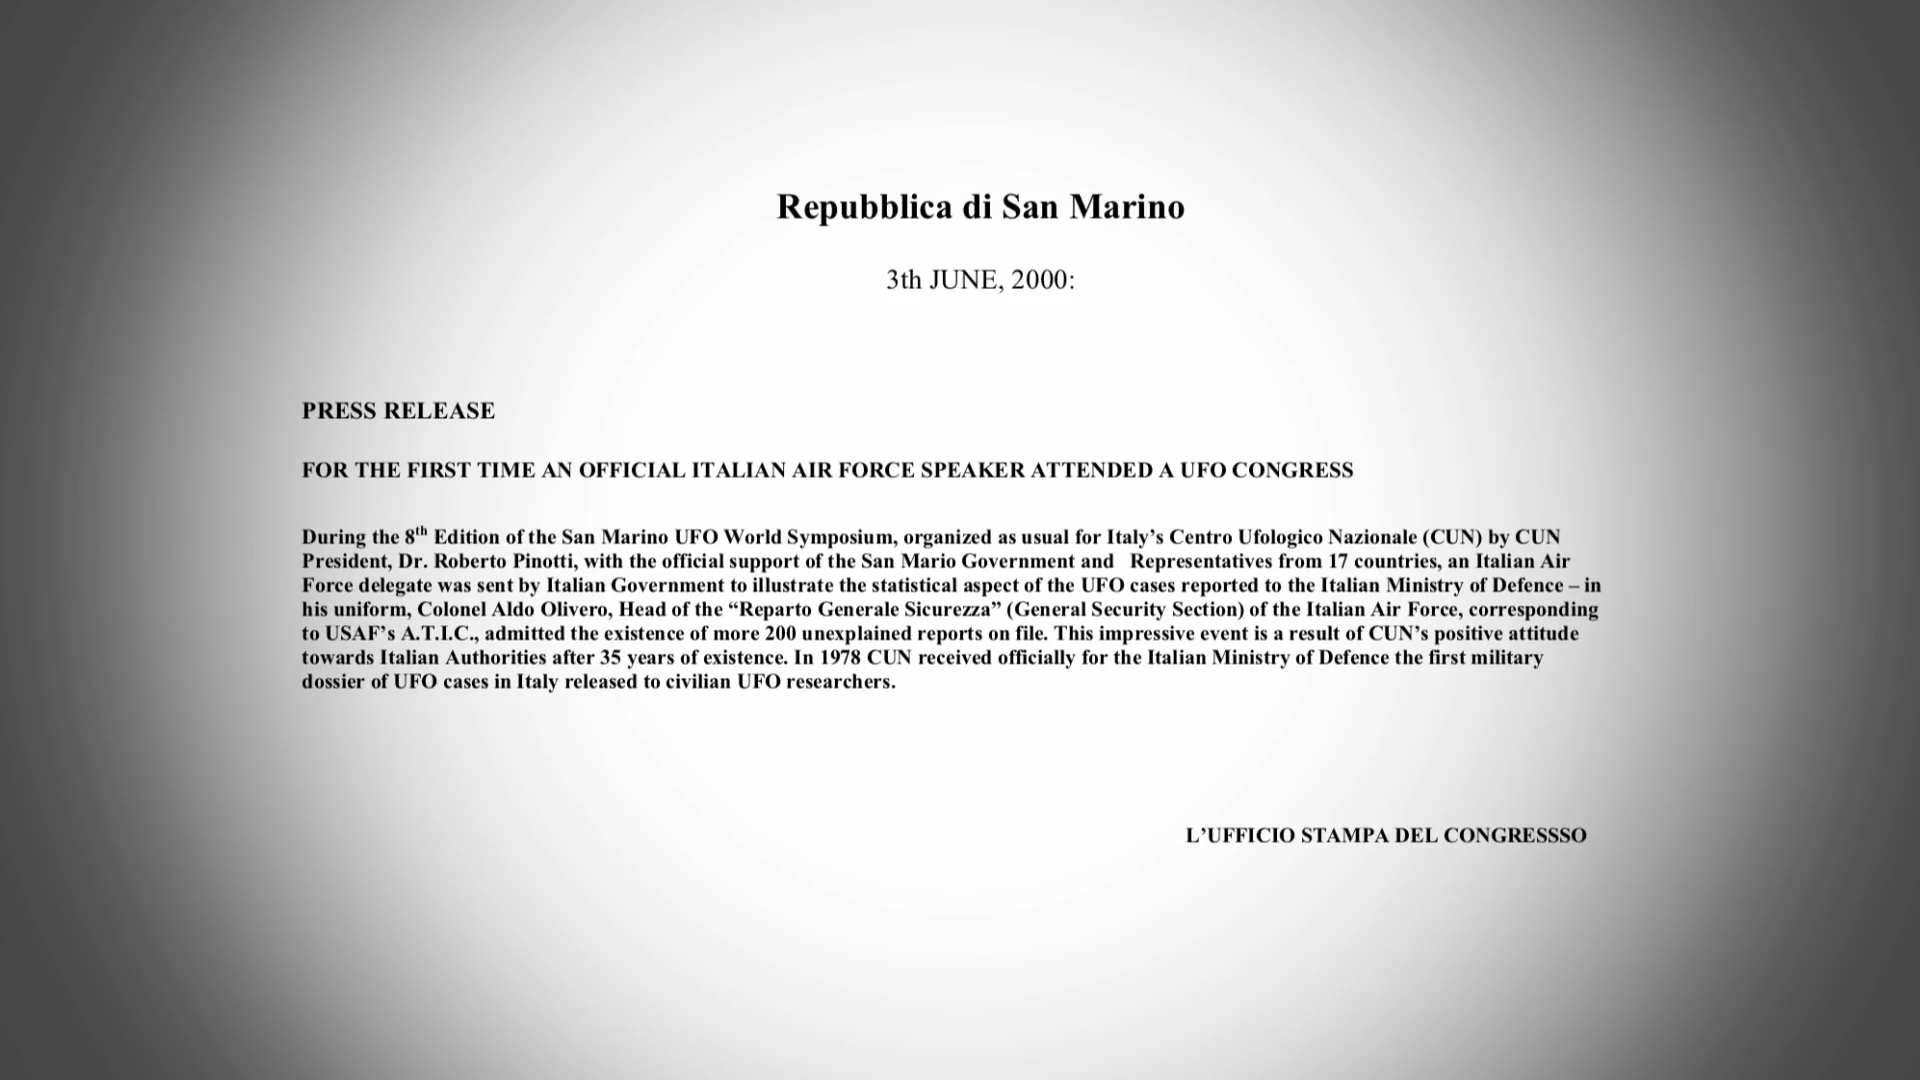 Repubblica di San Marino
3th JUNE, 2000:
PRESS RELEASE
FOR THE FIRST TIME AN OFFICIAL ITALIAN AIR FORCE SPEAKER ATTENDED A UFO CONGRESS
During the 8th Edition of the San Marino UFO World Symposium, organized as usual for Italy’s Centro Ufologico Nazionale (CUN) by CUN
President, Dr. Roberto Pinotti, with the official support of the San Mario Government and Representatives from 17 countries, an Italian Air
Force delegate was sent by Italian Government to illustrate the statistical aspect of the UFO cases reported to the Italian Ministry of Defence – in
his uniform, Colonel Aldo Olivero, Head of the “Reparto Generale Sicurezza” (General Security Section) of the Italian Air Force, corresponding
to USAF’s A.T.I.C., admitted the existence of more 200 unexplained reports on file. This impressive event is a result of CUN’s positive attitude
towards Italian Authorities after 35 years of existence. In 1978 CUN received officially for the Italian Ministry of Defence the first military
dossier of UFO cases in Italy released to civilian UFO researchers.
L’UFFICIO STAMPA DEL CONGRESSSO